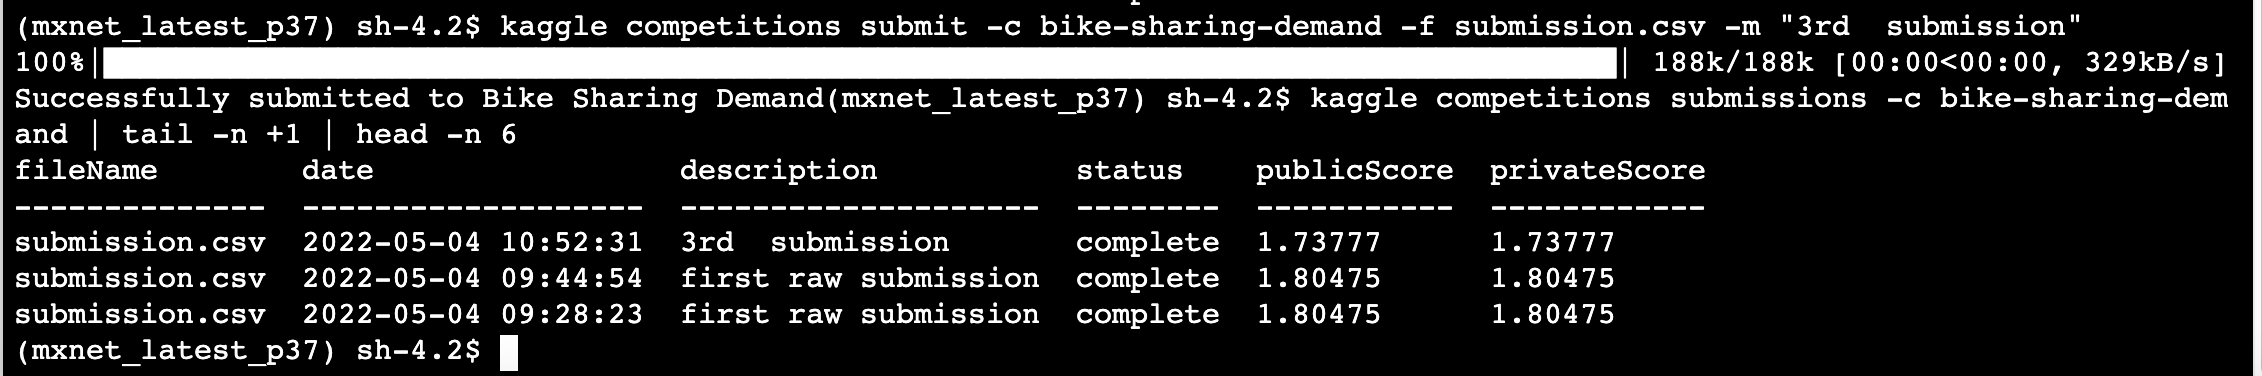 (mxnet_latest_p37) sh-4.2$ kaggle competitions submit -c bike-sharing-demand -f submission.csv -m "3rd  submission"
100%|██████████████████████████████████████████████████████████████████| 188k/188k [00:00<00:00, 329kB/s]
Successfully submitted to Bike Sharing Demand(mxnet_latest_p37) sh-4.2$ kaggle competitions submissions -c bike-sharing-dem
and | tail -n +1 | head -n 6
fileName        date                 description           status    publicScore  privateScore
--------------  -------------------  --------------------  --------  -----------  ------------
submission.csv  2022-05-04 10:52:31  3rd  submission       complete  1.73777      1.73777
submission.csv  2022-05-04 09:44:54  first raw submission  complete  1.80475      1.80475
submission.csv  2022-05-04 09:28:23  first raw submission  complete  1.80475      1.80475
(mxnet_latest_p37) sh-4.2$